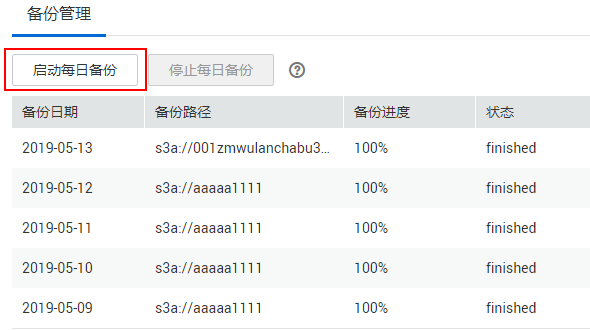 备份管理
启动每日备份 停止每日备份 ?
备份日期 备份路径 备份进度 状态
2019-05-13 s3a://001zmwulanchabu3... 100% finished
2019-05-12 s3a://aaaaa1111 100% finished
2019-05-11 s3a://aaaaa1111 100% finished
2019-05-10 s3a://aaaaa1111 100% finished
2019-05-09 s3a://aaaaa1111 100% finished